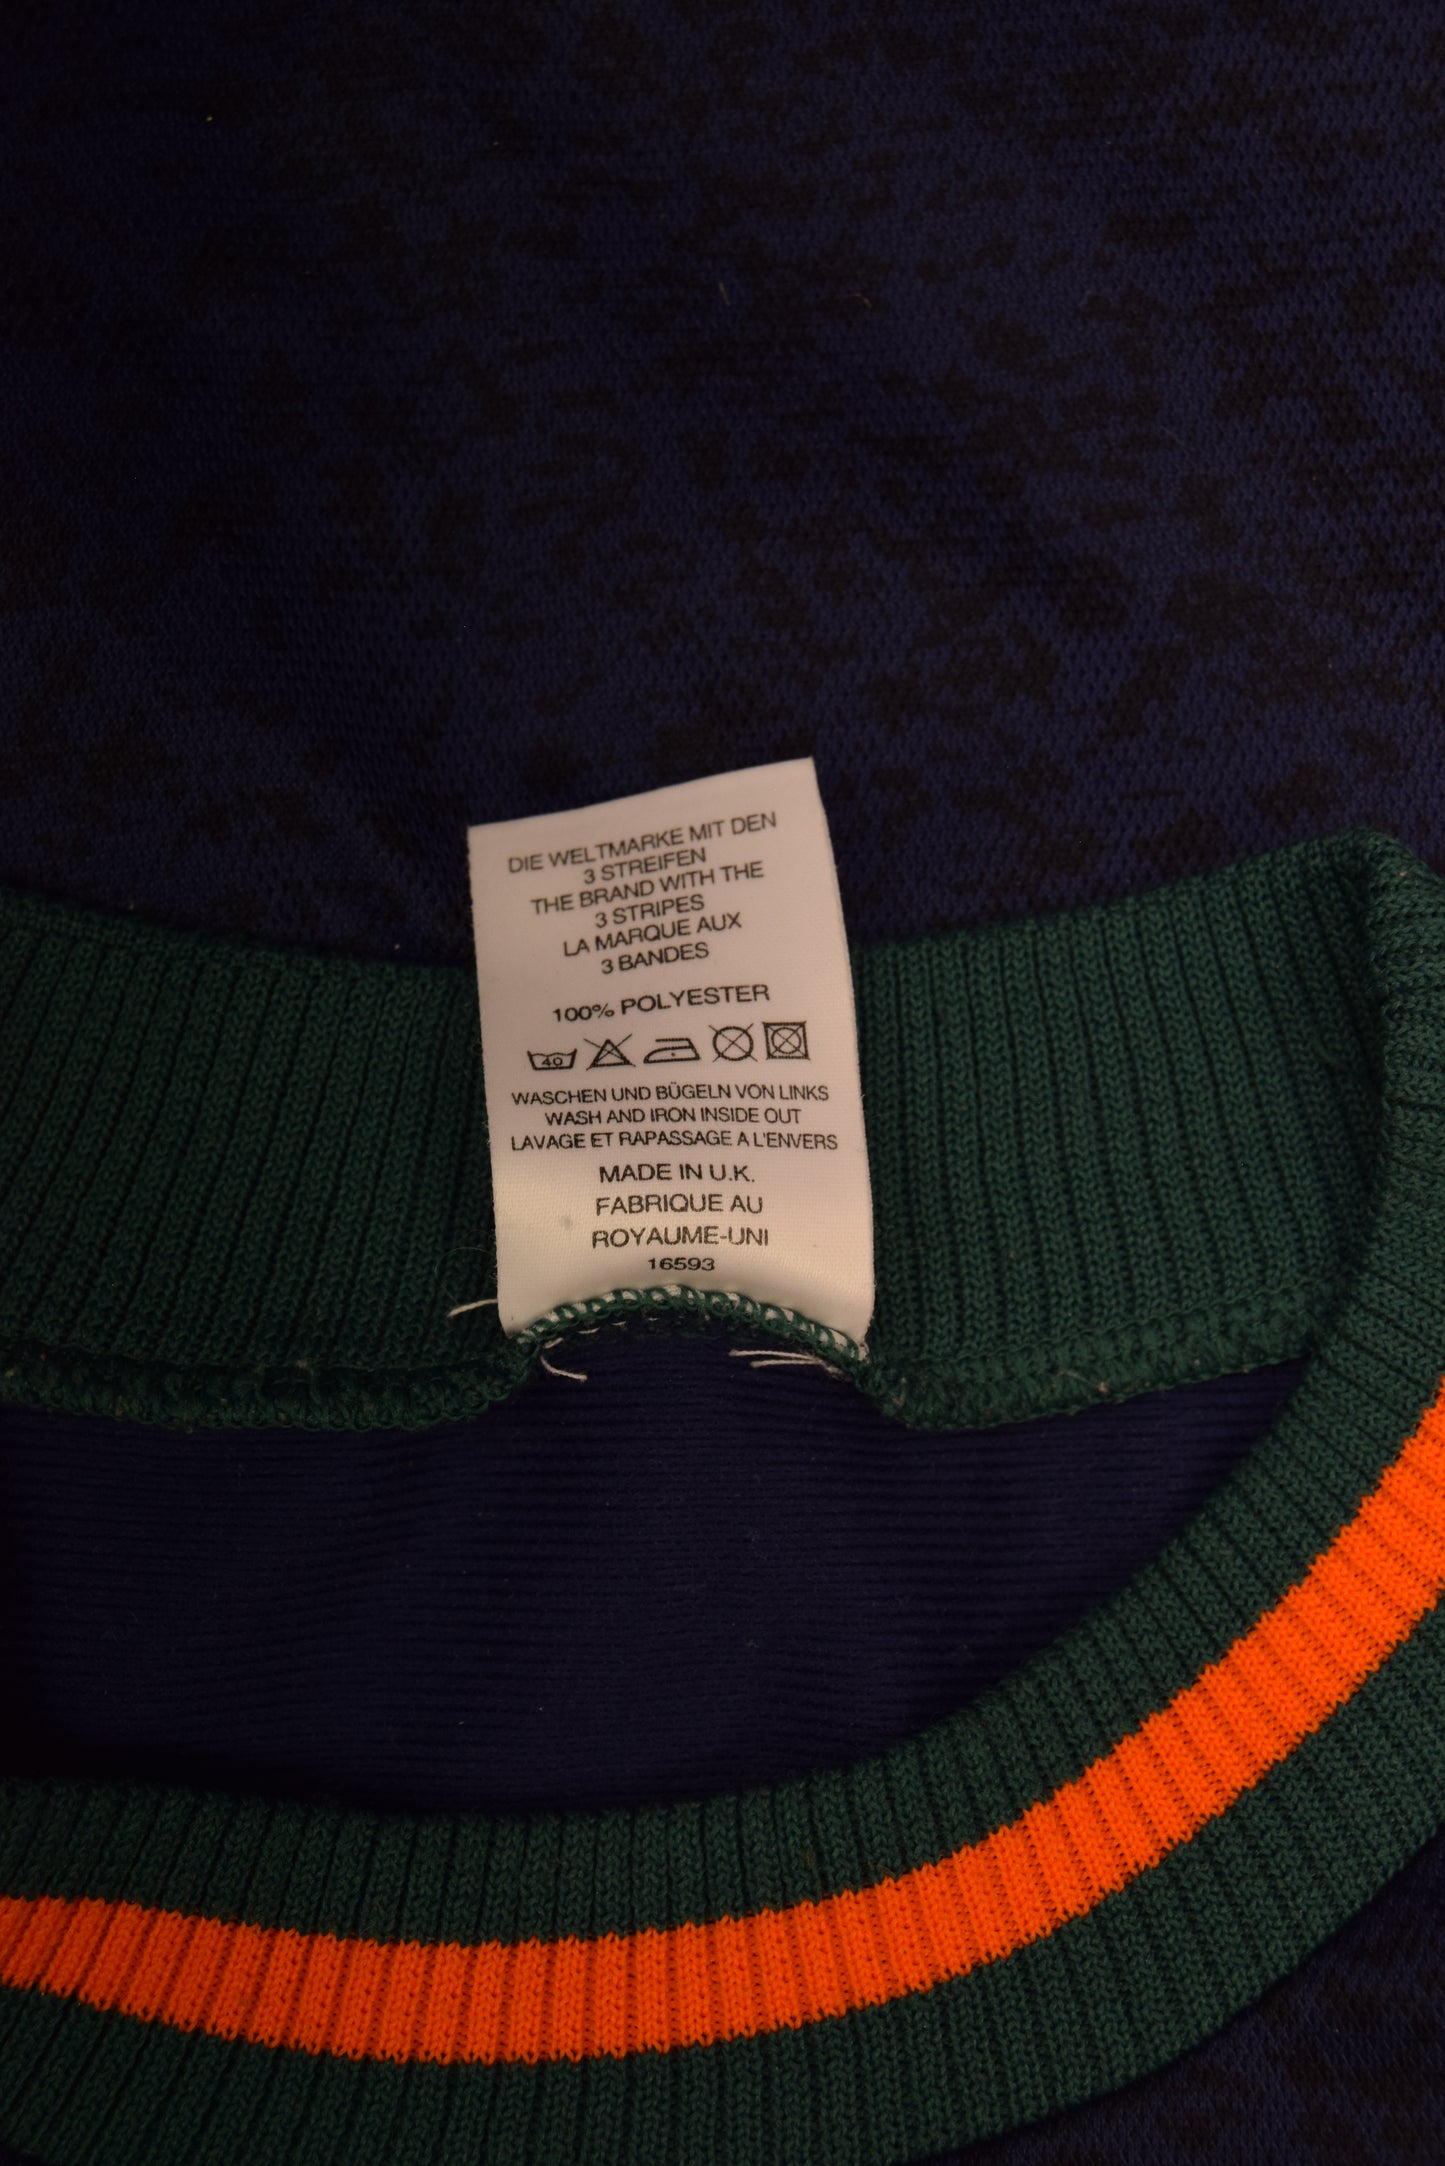 DIE WELTMARKE MIT DEN
3 STREIFEN
THE BRAND WITH THE
3 STRIPES
LA MARQUE AUX
3 BANDES
100% POLYESTER
40
WASCHEN UND BÜGELN VON LINKS
WASH AND IRON INSIDE OUT
LAVAGE ET RAPASSAGE A L'ENVERS
MADE IN U.K.
FABRIQUE AU
ROYAUME-UNI
16593